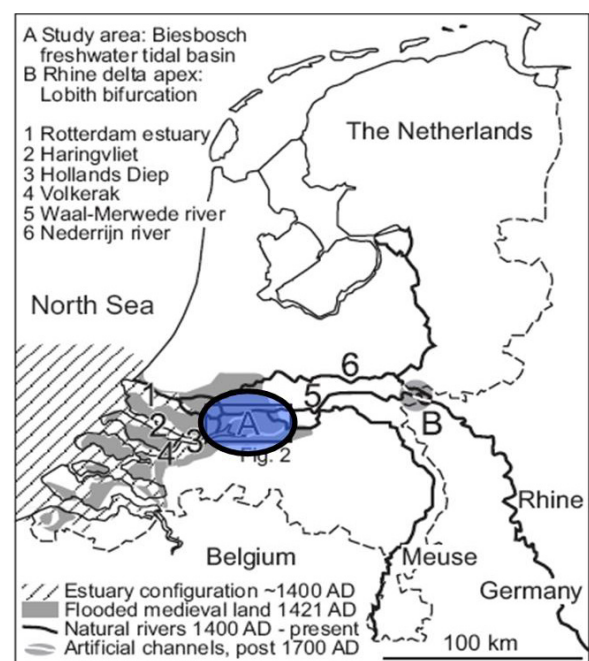 A Study area: Biesbosch
freshwater tidal basin
B Rhine delta apex:
Lobith bifurcation
1 Rotterdam estuary
2 Haringvliet
3 Hollands Diep
4 Volkerak
5 Waal-Merwede river
6 Nederrijn river
The Netherlands
North Sea
6
1
5
2
A
B
3
4
Fig. 2
Rhine
Belgium
Meuse
Germany
Estuary configuration ~1400 AD
Flooded medieval land 1421 AD
Natural rivers 1400 AD - present
Artificial channels, post 1700 AD
100 km